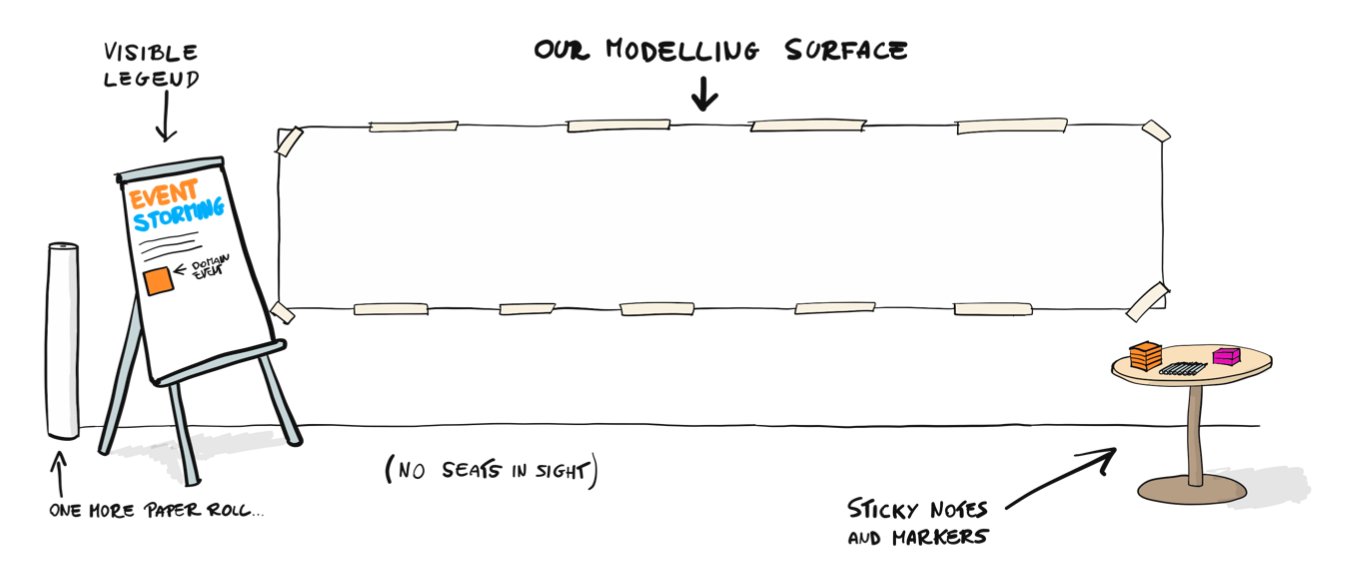 VISIBLE
LEGEND
OUR MODELLING SURFACE
EVENT
STORMING
DOMAIN
EVENT
(NO SEATS IN SIGHT)
ONE MORE PAPER ROLL...
STICKY NOTES
AND MARKERS